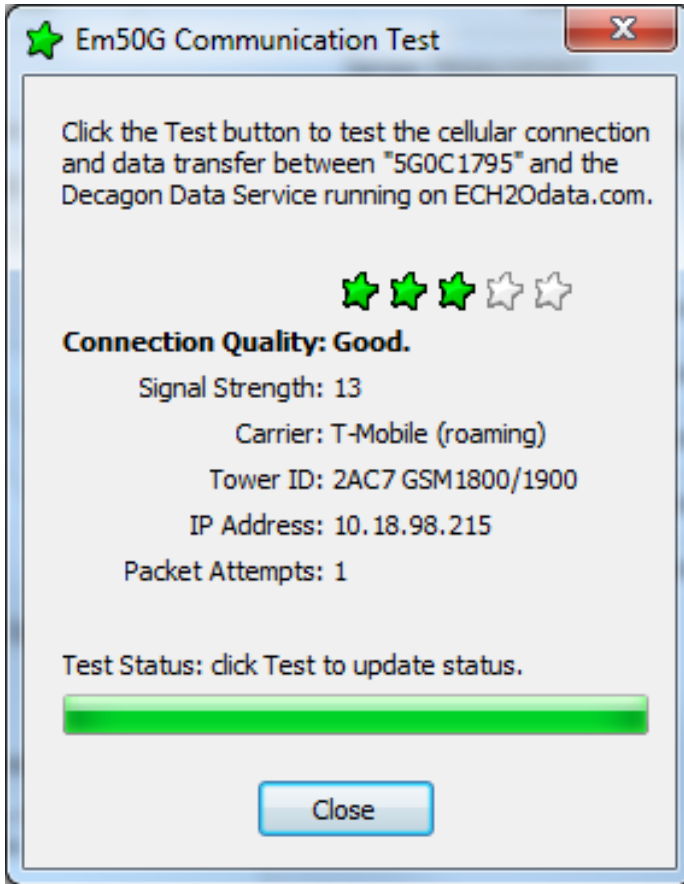 Em50G Communication Test
X
Click the Test button to test the cellular connection
and data transfer between "5G0C1795" and the
Decagon Data Service running on ECH2Odata.com.
Connection Quality: Good.
Signal Strength: 13
Carrier: T-Mobile (roaming)
Tower ID: 2AC7 GSM1800/1900
IP Address: 10.18.98.215
Packet Attempts: 1
Test Status: click Test to update status.
Close